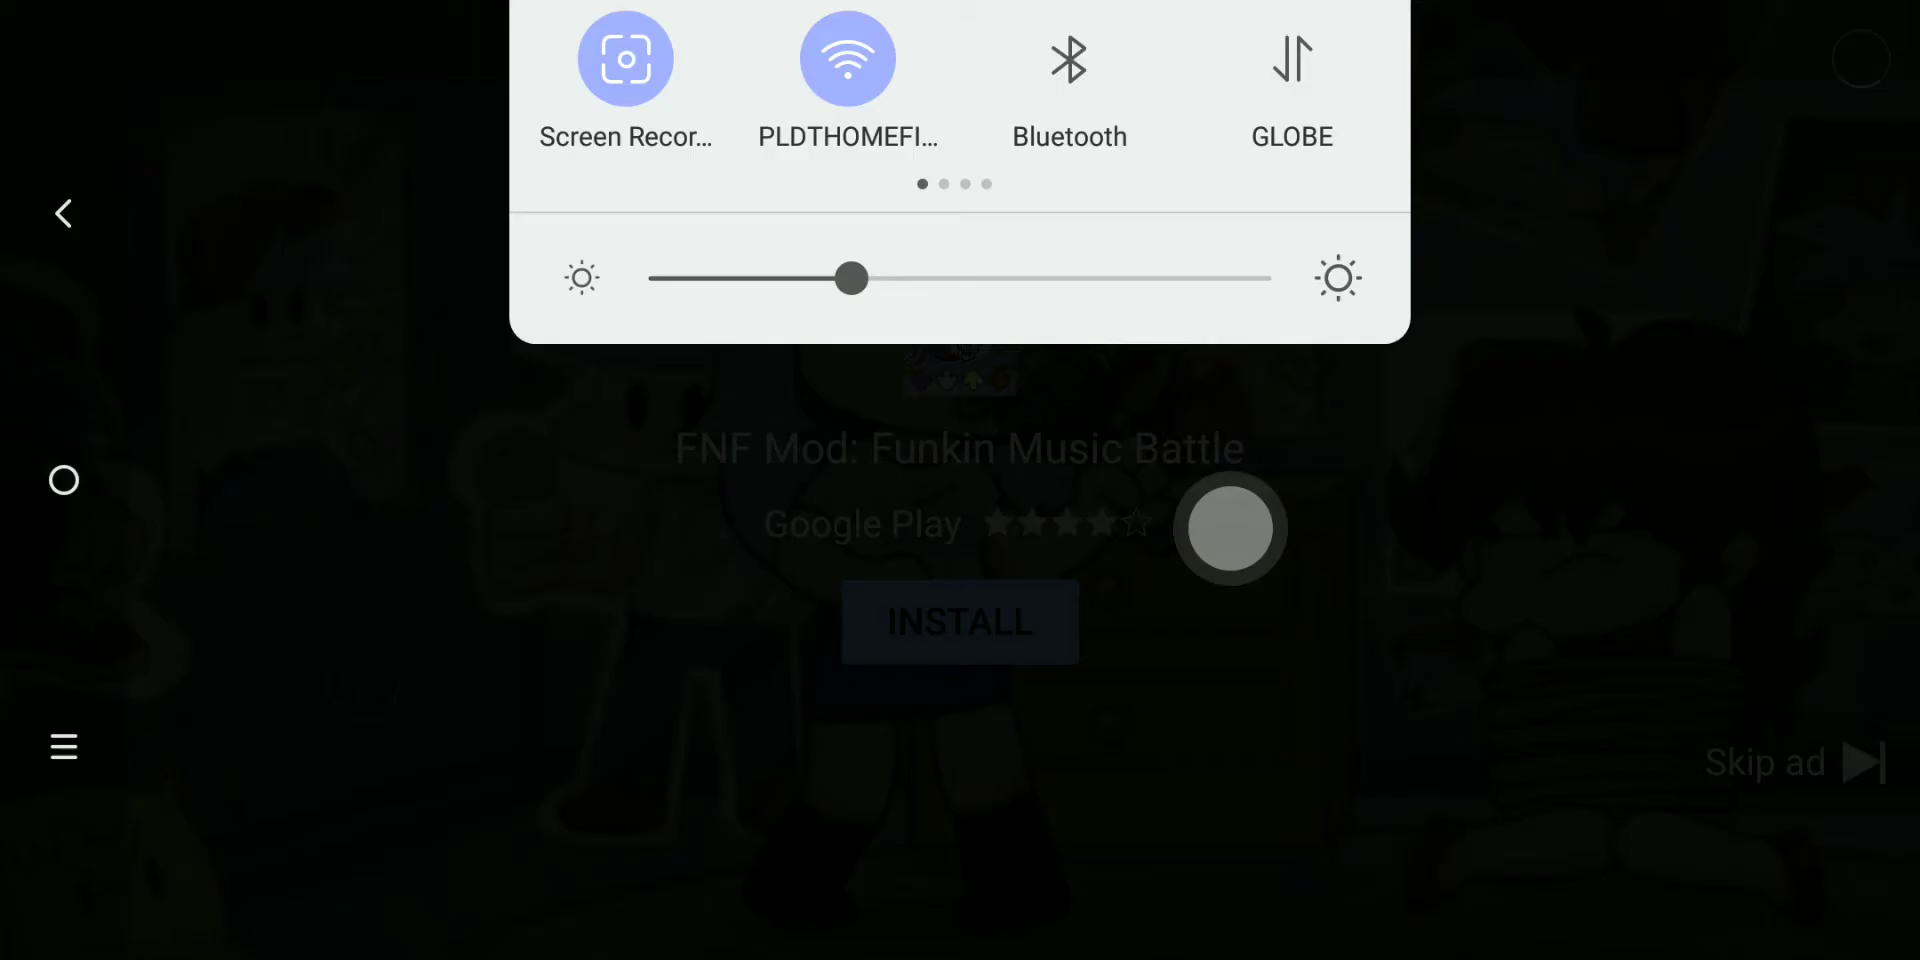 Screen Recor...
PLDTHOMEFI...
Bluetooth
GLOBE
FNF Mod: Funkin Music Battle
Google Play
INSTALL
Skip ad